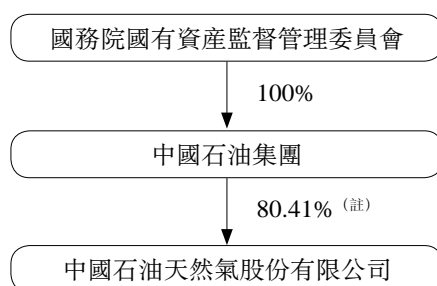 國務院國有資產監督管理委員會
100%
中國石油集團
80.41% （註）
中國石油天然氣股份有限公司